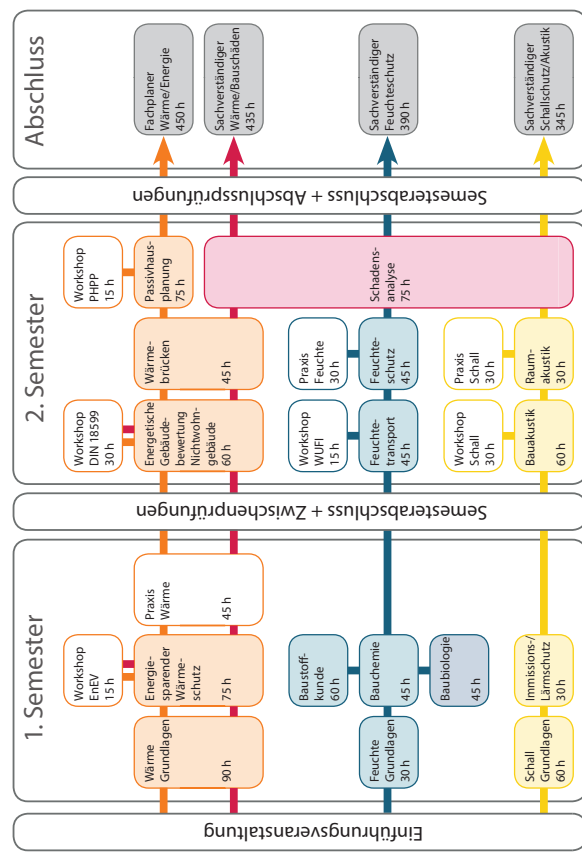 Einführungsveranstaltung
1. Semester
Wärme
Grundlagen
90 h
Workshop
EnEV
15 h
Energie-
sparender
Wärme-
schutz
75 h
Praxis
Wärme
45 h
Feuchte
Grundlagen
30 h
Baustoff-
kunde
60 h
Bauchemie
45 h
Baubiologie
45 h
Schall
Grundlagen
60 h
Immissions-/
Lärmschutz
30 h
Semesterabschluss + Zwischenprüfungen
2. Semester
Workshop
DIN 18599
30 h
Energetische
Gebäude-
bewertung
Nichtwohn-
gebäude
60 h
Wärme-
brücken
45 h
Workshop
PHPP
15 h
Passivhaus-
planung
75 h
Workshop
WUFI
15 h
Feuchte-
transport
45 h
Praxis
Feuchte
30 h
Feuchte-
schutz
45 h
Schadens-
analyse
75 h
Workshop
Schall
30 h
Bauakustik
60 h
Praxis
Schall
30 h
Raum-
akustik
30 h
Semesterabschluss + Abschlussprüfungen
Abschluss
Fachplaner
Wärme/Energie
450 h
Sachverständiger
Wärme/Bauschäden
435 h
Sachverständiger
Feuchteschutz
390 h
Sachverständiger
Schallschutz/Akustik
345 h